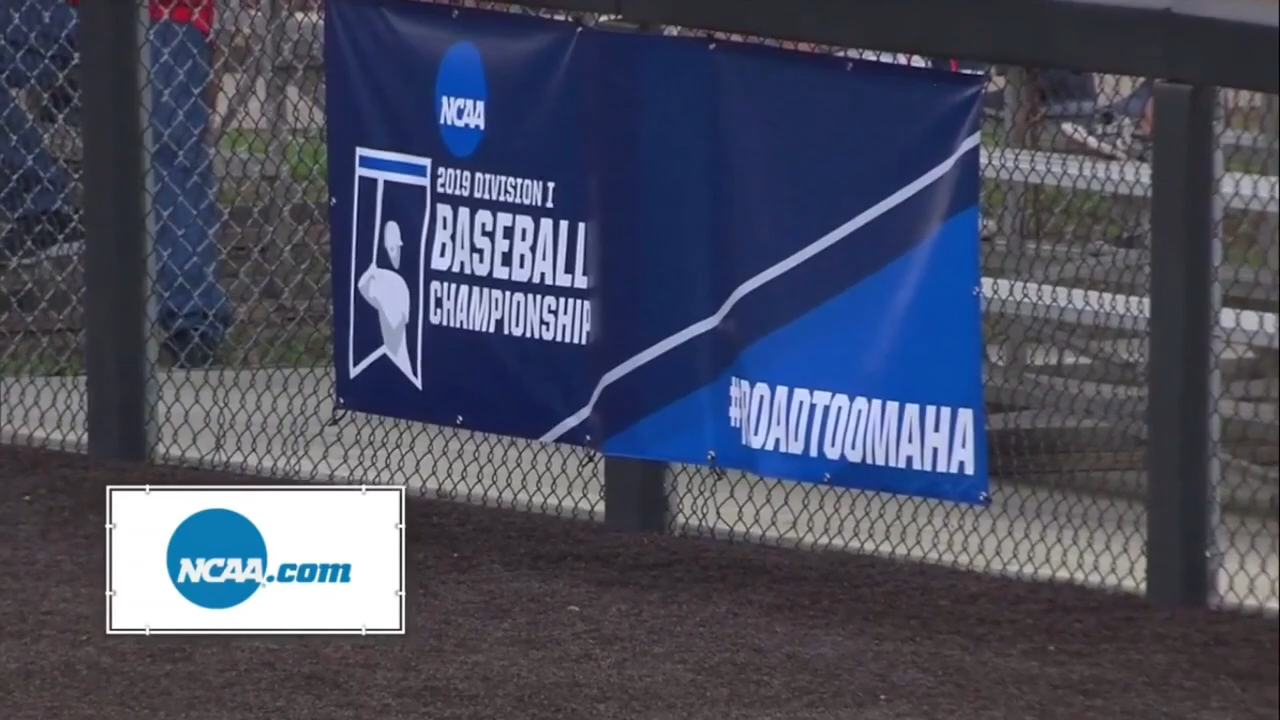 NCAA
2019 DIVISION I
BASEBALL
CHAMPIONSHIP
#ROADTOOMAHA
NCAA.com